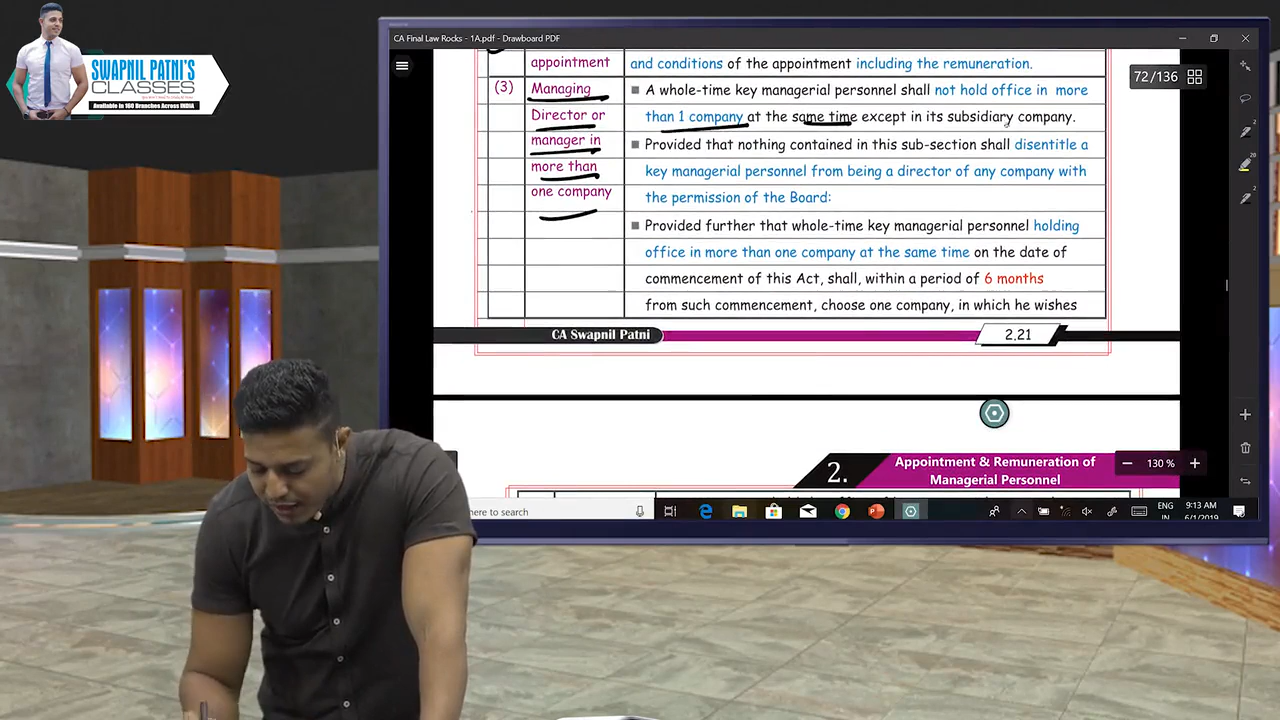 SWAPNIL PATNI'S
CLASSES
Available in 160 Branches Across INDIA
CA Final Law Rocks - 1A.pdf - Drawboard PDF
72/136
appointment
and conditions of the appointment including the remuneration.
(3)
Managing
Director or
manager in
more than
one company
A whole-time key managerial personnel shall not hold office in more
than 1 company at the same time except in its subsidiary company.
Provided that nothing contained in this sub-section shall disentitle a
key managerial personnel from being a director of any company with
the permission of the Board:
Provided further that whole-time key managerial personnel holding
office in more than one company at the same time on the date of
commencement of this Act, shall, within a period of 6 months
from such commencement, choose one company, in which he wishes
CA Swapnil Patni
2.21
2.
Appointment & Remuneration of
Managerial Personnel
130 %
here to search
ENG
IN
9:13 AM
6/1/2019